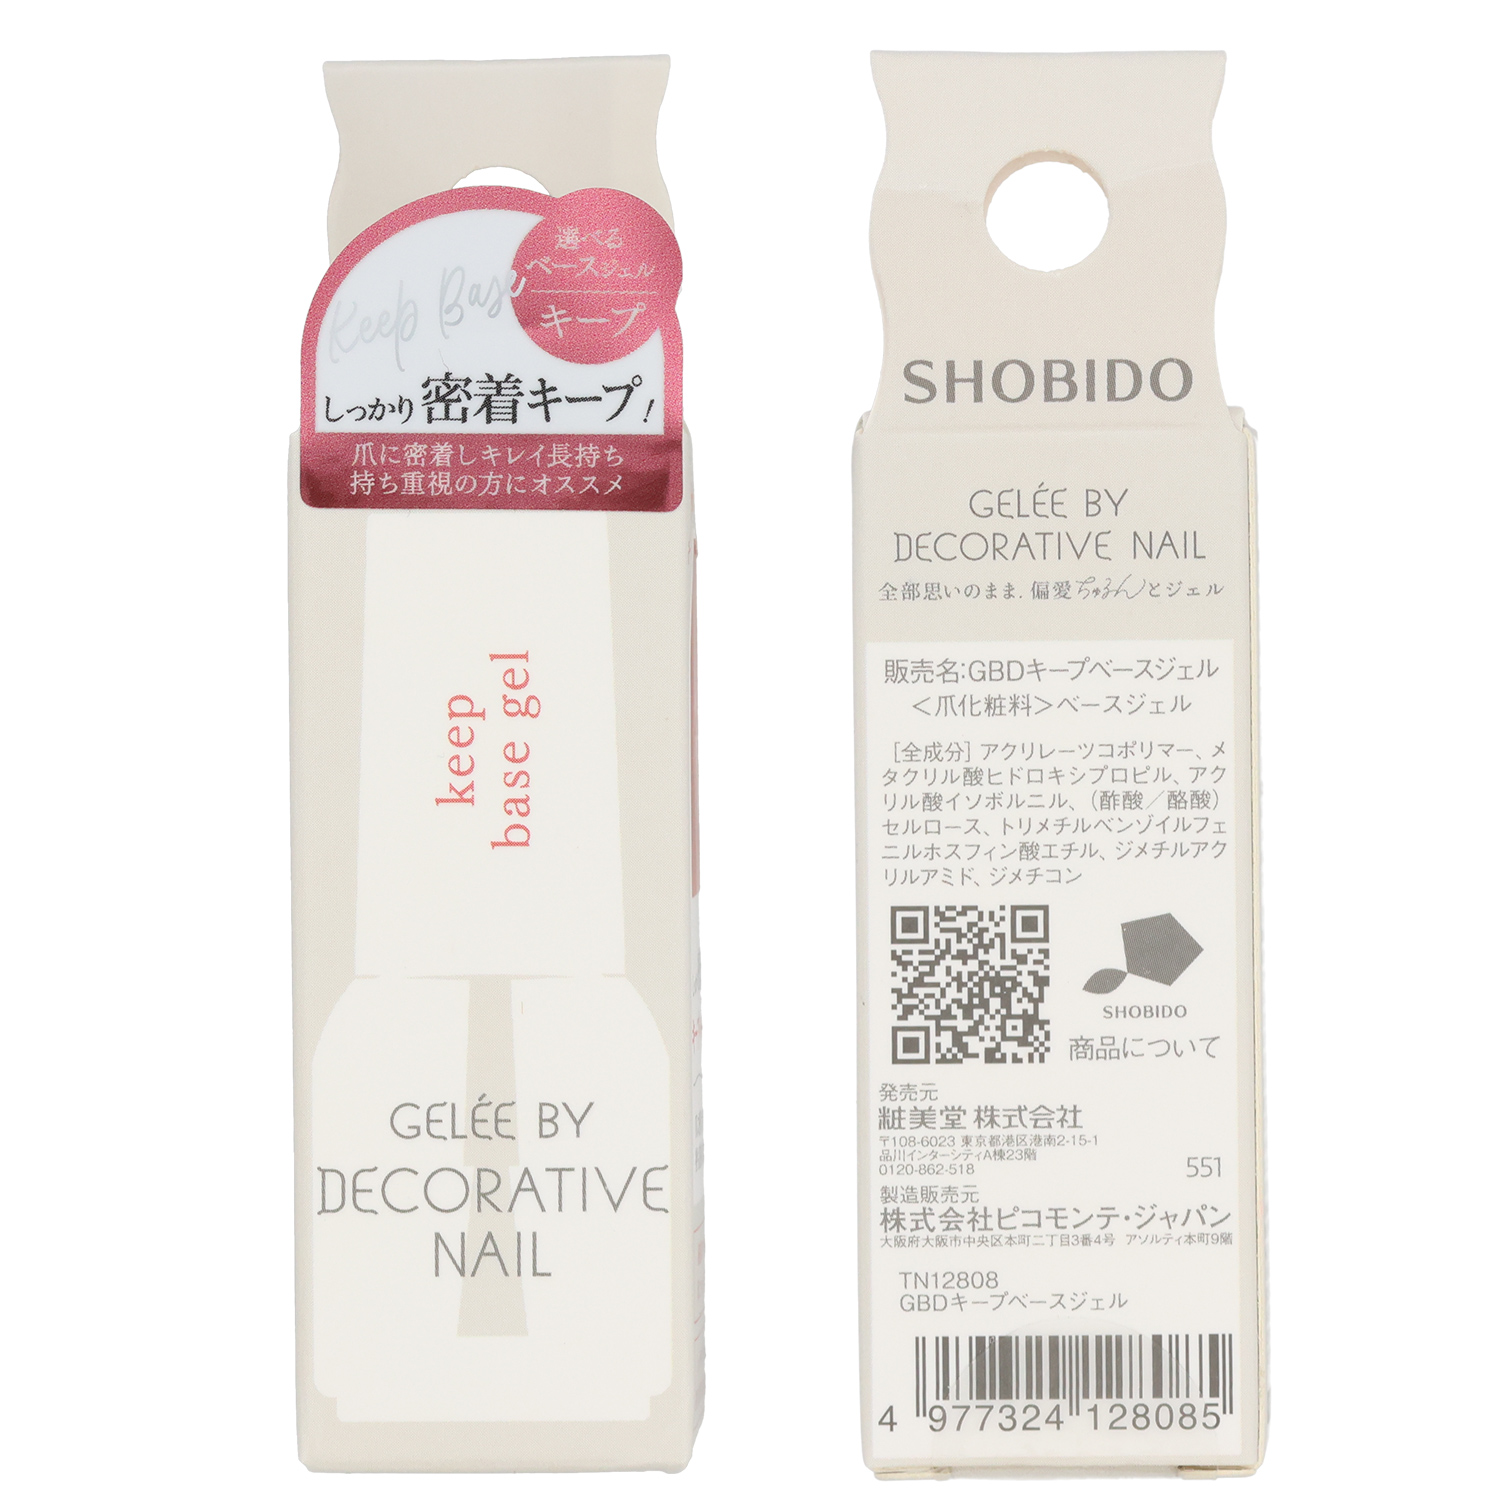 Keep Base
選べる
ベースジェル
キープ
しっかり密着キープ!
爪に密着しキレイ長持ち
持ち重視の方にオススメ
keep
base gel
GELÉE BY
DECORATIVE
NAIL
SHOBIDO
GELÉE BY
DECORATIVE NAIL
全部思いのまま.偏愛ちゅるんとジェル
販売名:GBDキープベースジェル
<爪化粧料>ベースジェル
[全成分] アクリレーツコポリマー、メ
タクリル酸ヒドロキシプロピル、アク
リル酸イソボルニル、(酢酸/酪酸)
セルロース、トリメチルベンゾイルフェ
ニルホスフィン酸エチル、ジメチルアク
リルアミド、ジメチコン
SHOBIDO
商品について
発売元
粧美堂 株式会社
〒108-6023 東京都港区港南2-15-1
品川インターシティA棟23階
0120-862-518
551
製造販売元
株式会社ピコモンテ・ジャパン
大阪府大阪市中央区本町二丁目3番4号 アソルティ本町9階
TN12808
GBDキープベースジェル
4 977324 128085